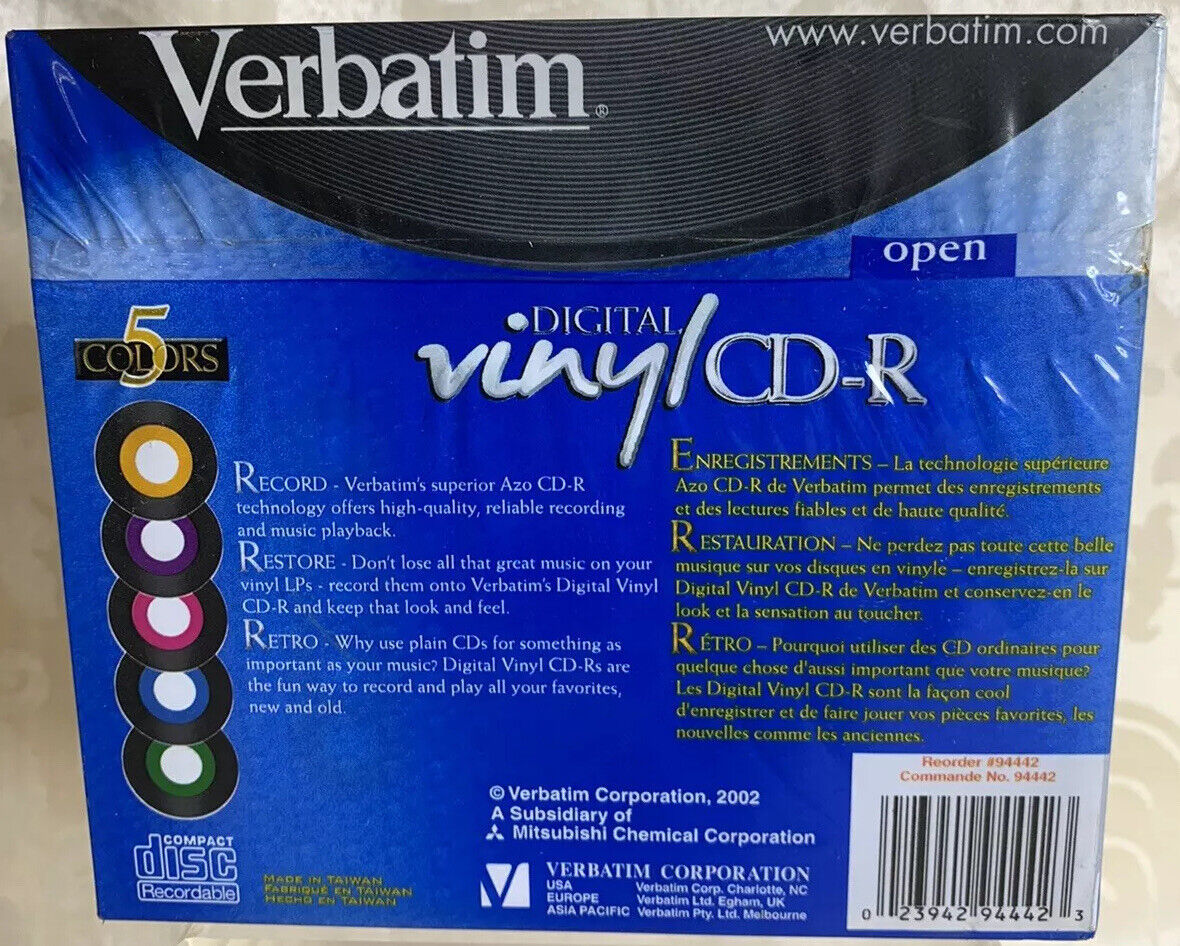 www.verbatim.com
Verbatim®
open
5
COLORS
DIGITAL
vinyl CD-R
RECORD - Verbatim's superior Azo CD-R
technology offers high-quality, reliable recording
and music playback.
RESTORE - Don't lose all that great music on your
vinyl LPs - record them onto Verbatim's Digital Vinyl
CD-R and keep that look and feel.
RETRO - Why use plain CDs for something as
important as your music? Digital Vinyl CD-Rs are
the fun way to record and play all your favorites,
new and old.
ENREGISTREMENTS – La technologie supérieure
Azo CD-R de Verbatim permet des enregistrements
et des lectures fiables et de haute qualité.
RESTAURATION – Ne perdez pas toute cette belle
musique sur vos disques en vinyle – enregistrez-la sur
Digital Vinyl CD-R de Verbatim et conservez-en le
look et la sensation au toucher.
RÉTRO – Pourquoi utiliser des CD ordinaires pour
quelque chose d'aussi important que votre musique?
Les Digital Vinyl CD-R sont la façon cool
d'enregistrer et de faire jouer vos pièces favorites, les
nouvelles comme les anciennes.
Reorder #94442
Commande No. 94442
0 23942 94442 3
© Verbatim Corporation, 2002
A Subsidiary of
Mitsubishi Chemical Corporation
VERBATIM CORPORATION
USA Verbatim Corp. Charlotte, NC
EUROPE Verbatim Ltd. Egham, UK
ASIA PACIFIC Verbatim Pty. Ltd. Melbourne
COMPACT
disc
Recordable
MADE IN TAIWAN
FABRIQUÉ EN TAIWAN
HECHO EN TAIWAN